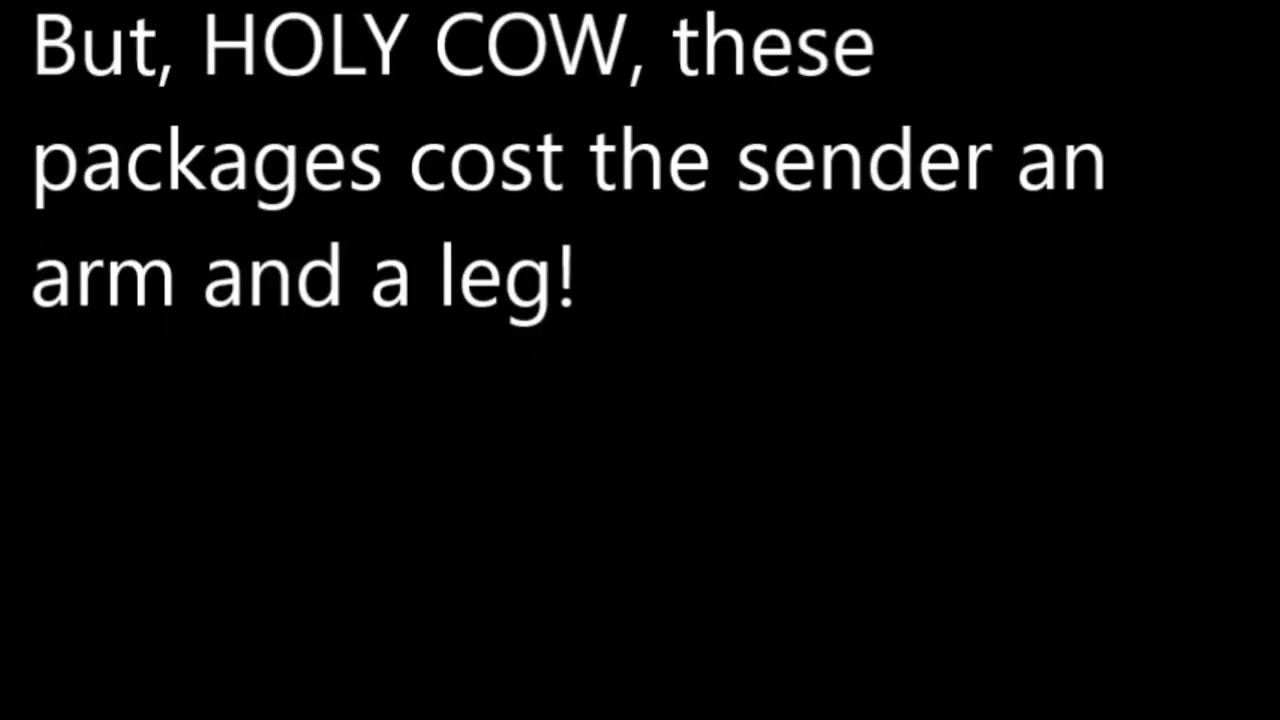 But, HOLY COW, these
packages cost the sender an
arm and a leg!